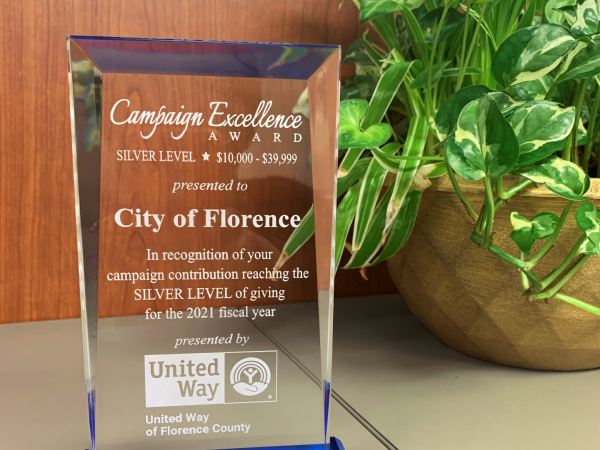 Campaign Excellence
AWARD
SILVER LEVEL ★ $10,000 - $39,999
presented to
City of Florence
In recognition of your
campaign contribution reaching the
SILVER LEVEL of giving
for the 2021 fiscal year
presented by
United
Way
United Way
of Florence County